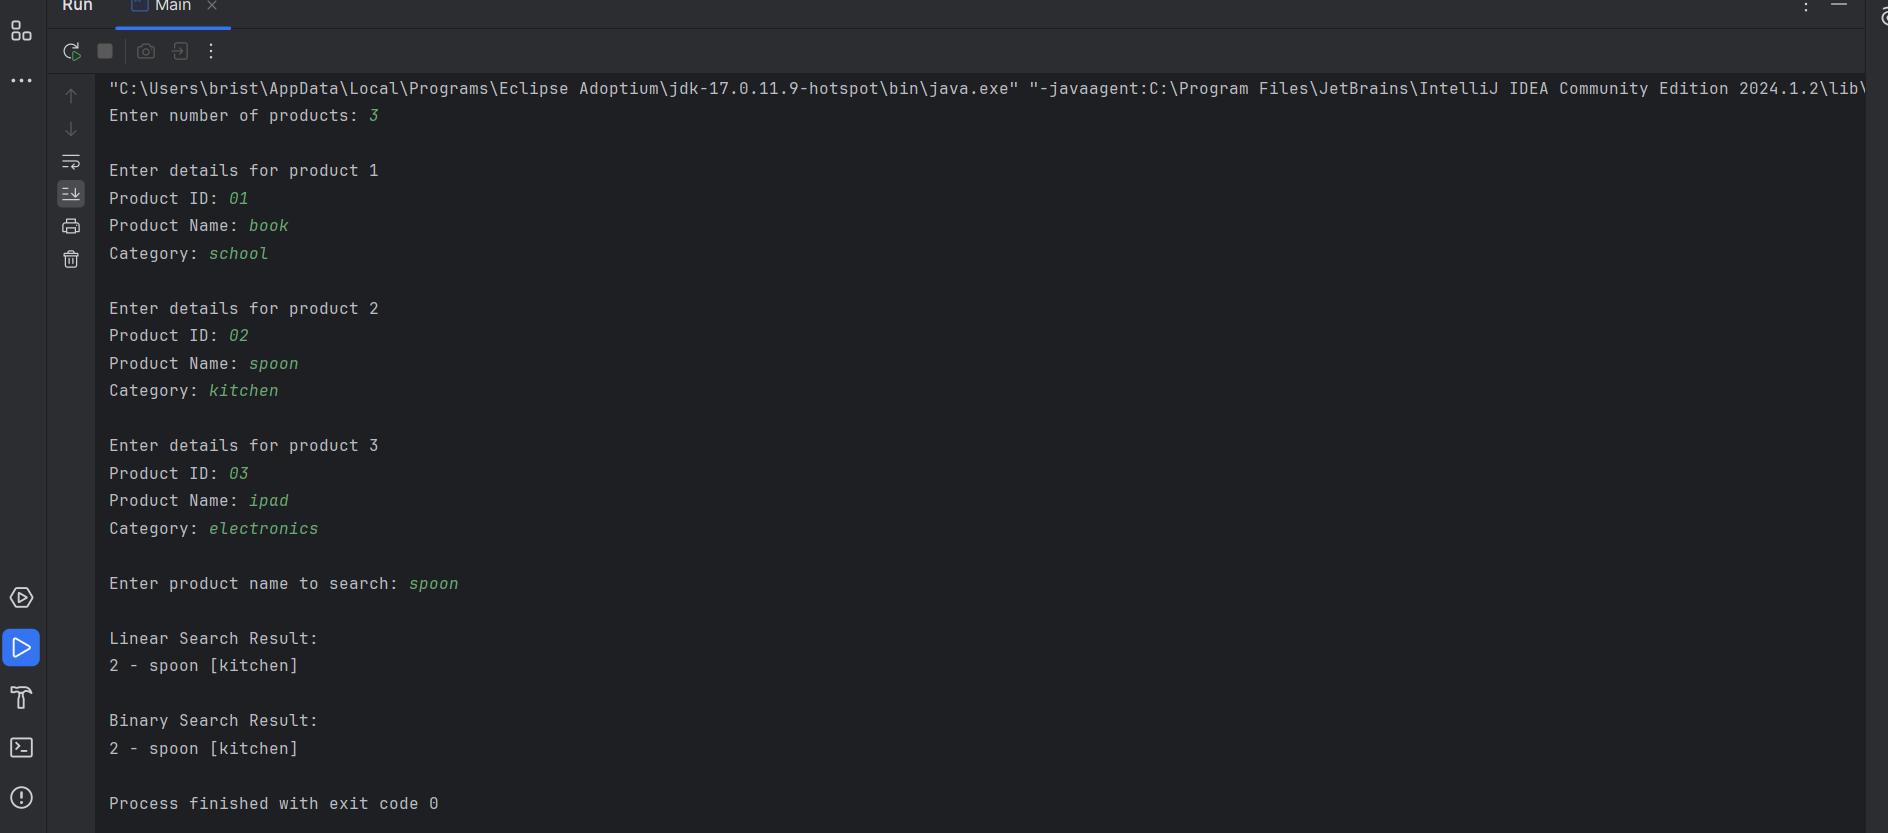 Run Main
"C:\Users\brist\AppData\Local\Programs\Eclipse Adoptium\jdk-17.0.11.9-hotspot\bin\java.exe" "-javaagent:C:\Program Files\JetBrains\IntelliJ IDEA Community Edition 2024.1.2\lib\
Enter number of products: 3
Enter details for product 1
Product ID: 01
Product Name: book
Category: school
Enter details for product 2
Product ID: 02
Product Name: spoon
Category: kitchen
Enter details for product 3
Product ID: 03
Product Name: ipad
Category: electronics
Enter product name to search: spoon
Linear Search Result:
2 - spoon [kitchen]
Binary Search Result:
2 - spoon [kitchen]
Process finished with exit code 0